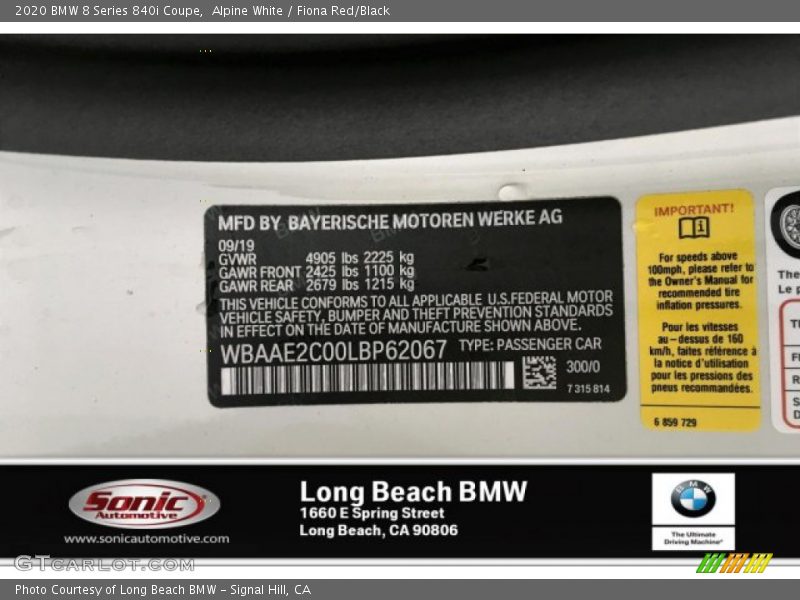 2020 BMW 8 Series 840i Coupe,  Alpine White / Fiona Red/Black
MFD BY BAYERISCHE MOTOREN WERKE AG
09/19
GVWR 4905 lbs 2225 kg
GAWR FRONT 2425 lbs 1100 kg
GAWR REAR 2679 lbs 1215 kg
THIS VEHICLE CONFORMS TO ALL APPLICABLE U.S.FEDERAL MOTOR
VEHICLE SAFETY, BUMPER AND THEFT PREVENTION STANDARDS
IN EFFECT ON THE DATE OF MANUFACTURE SHOWN ABOVE.
WBAAE2C00LBP62067 TYPE: PASSENGER CAR
300/0
7 315 814
IMPORTANT!
For speeds above
100mph, please refer to
the Owner's Manual for
recommended tire
inflation pressures.
Pour les vitesses
au-dessus de 160
km/h, faites référence à
la notice d'utilisation
pour les pressions des
pneus recommandées.
6 859 729
The
Le p
Sonic
Automotive
www.sonicautomotive.com
Long Beach BMW
1660 E Spring Street
Long Beach, CA 90806
BMW
The Ultimate
Driving Machine®
GTCARLOT.COM
Photo Courtesy of Long Beach BMW – Signal Hill, CA